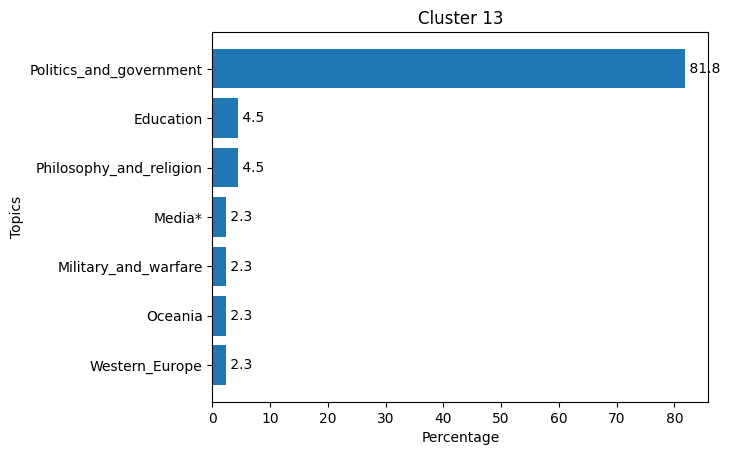 Cluster 13
Topics
Politics_and_government 81.8
Education 4.5
Philosophy_and_religion 4.5
Media* 2.3
Military_and_warfare 2.3
Oceania 2.3
Western_Europe 2.3
0 10 20 30 40 50 60 70 80
Percentage